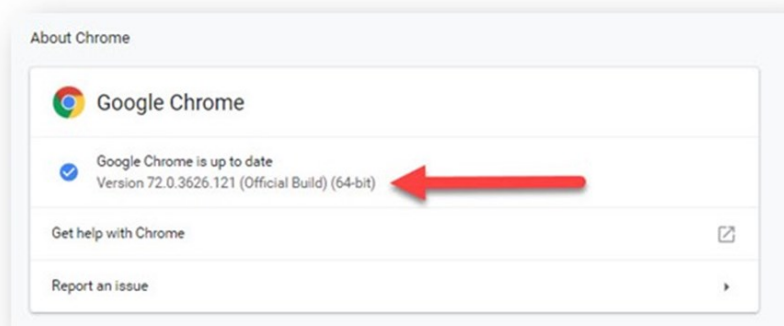 About Chrome
Google Chrome
Google Chrome is up to date
Version 72.0.3626.121 (Official Build) (64-bit)
Get help with Chrome
Report an issue